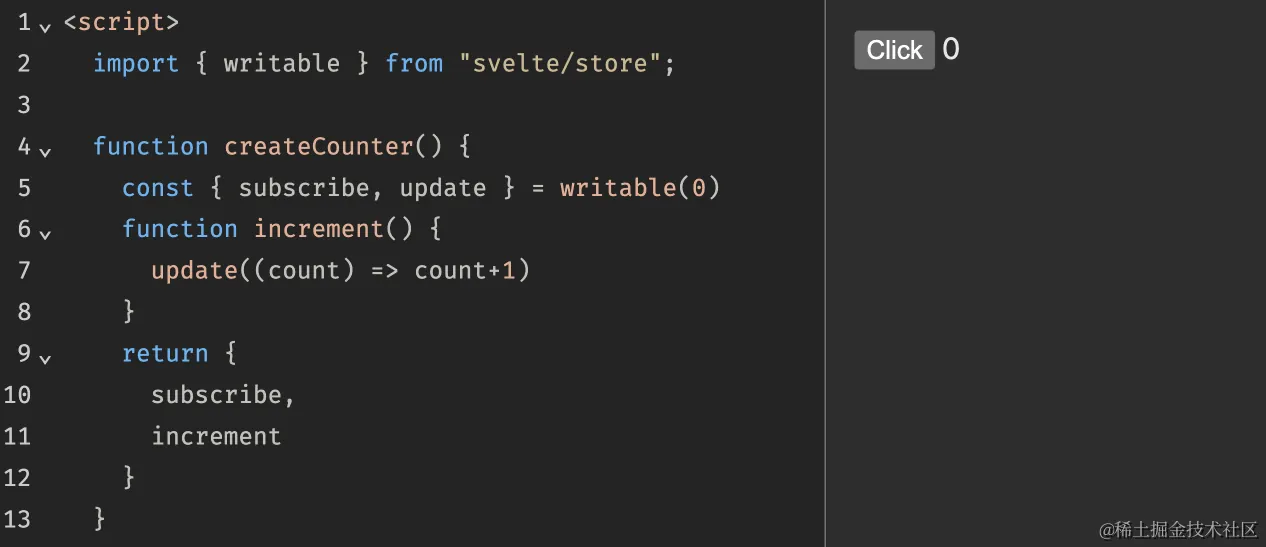 1 <script>
2 import { writable } from "svelte/store";
3
4 function createCounter() {
5 const { subscribe, update } = writable(0)
6 function increment() {
7 update((count) => count+1)
8 }
9 return {
10 subscribe,
11 increment
12 }
13 }
Click 0
@稀土掘金技术社区